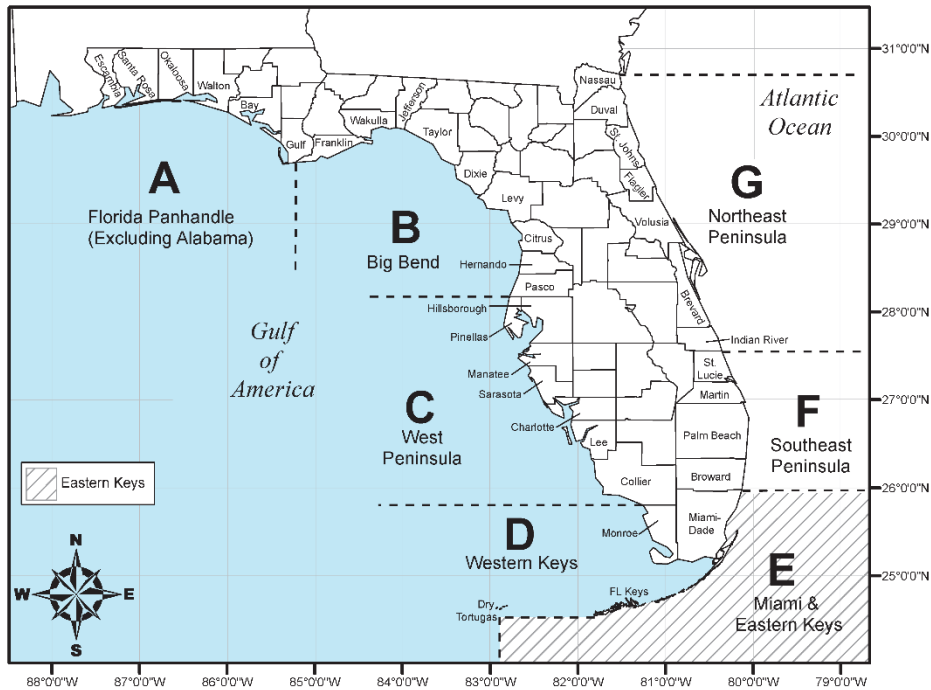 Escambia
Santa Rosa
Okaloosa
Walton
Bay
Gulf
Franklin
Wakulla
Jefferson
Taylor
Dixie
Levy
Citrus
Hernando
Pasco
Hillsborough
Pinellas
Manatee
Sarasota
Charlotte
Lee
Collier
Monroe
Nassau
Duval
St. Johns
Flagler
Volusia
Brevard
Indian River
St.
Lucie
Martin
Palm Beach
Broward
Miami-
Dade
FL Keys
Dry
Tortugas
Atlantic
Ocean
Gulf
of
America
A
Florida Panhandle
(Excluding Alabama)
B
Big Bend
C
West
Peninsula
D
Western Keys
E
Miami &
Eastern Keys
F
Southeast
Peninsula
G
Northeast
Peninsula
Eastern Keys
N
W
E
S
31°0'0"N
30°0'0"N
29°0'0"N
28°0'0"N
27°0'0"N
26°0'0"N
25°0'0"N
88°0'0"W
87°0'0"W
86°0'0"W
85°0'0"W
84°0'0"W
83°0'0"W
82°0'0"W
81°0'0"W
80°0'0"W
79°0'0"W